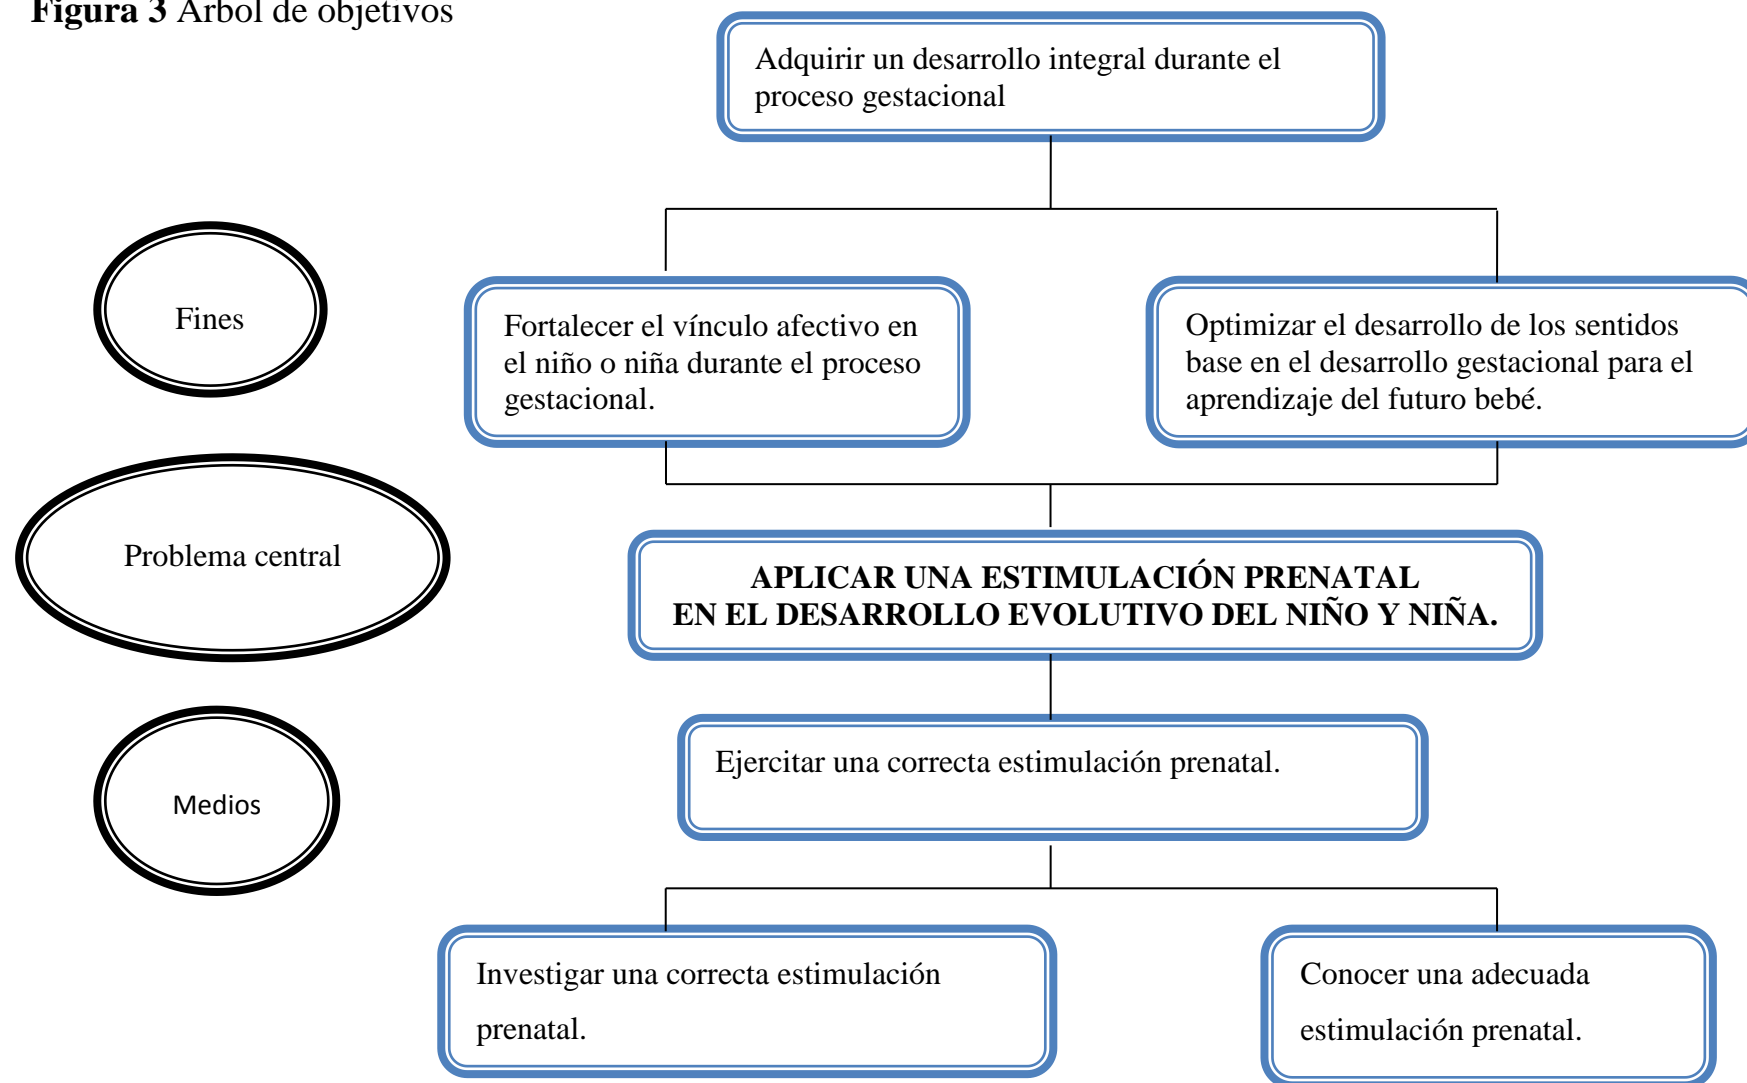 Figura 3 Árbol de objetivos
Adquirir un desarrollo integral durante el
proceso gestacional
Fines
Fortalecer el vínculo afectivo en
el niño o niña durante el proceso
gestacional.
Optimizar el desarrollo de los sentidos
base en el desarrollo gestacional para el
aprendizaje del futuro bebé.
Problema central
APLICAR UNA ESTIMULACIÓN PRENATAL
EN EL DESARROLLO EVOLUTIVO DEL NIÑO Y NIÑA.
Ejercitar una correcta estimulación prenatal.
Medios
Investigar una correcta estimulación
prenatal.
Conocer una adecuada
estimulación prenatal.